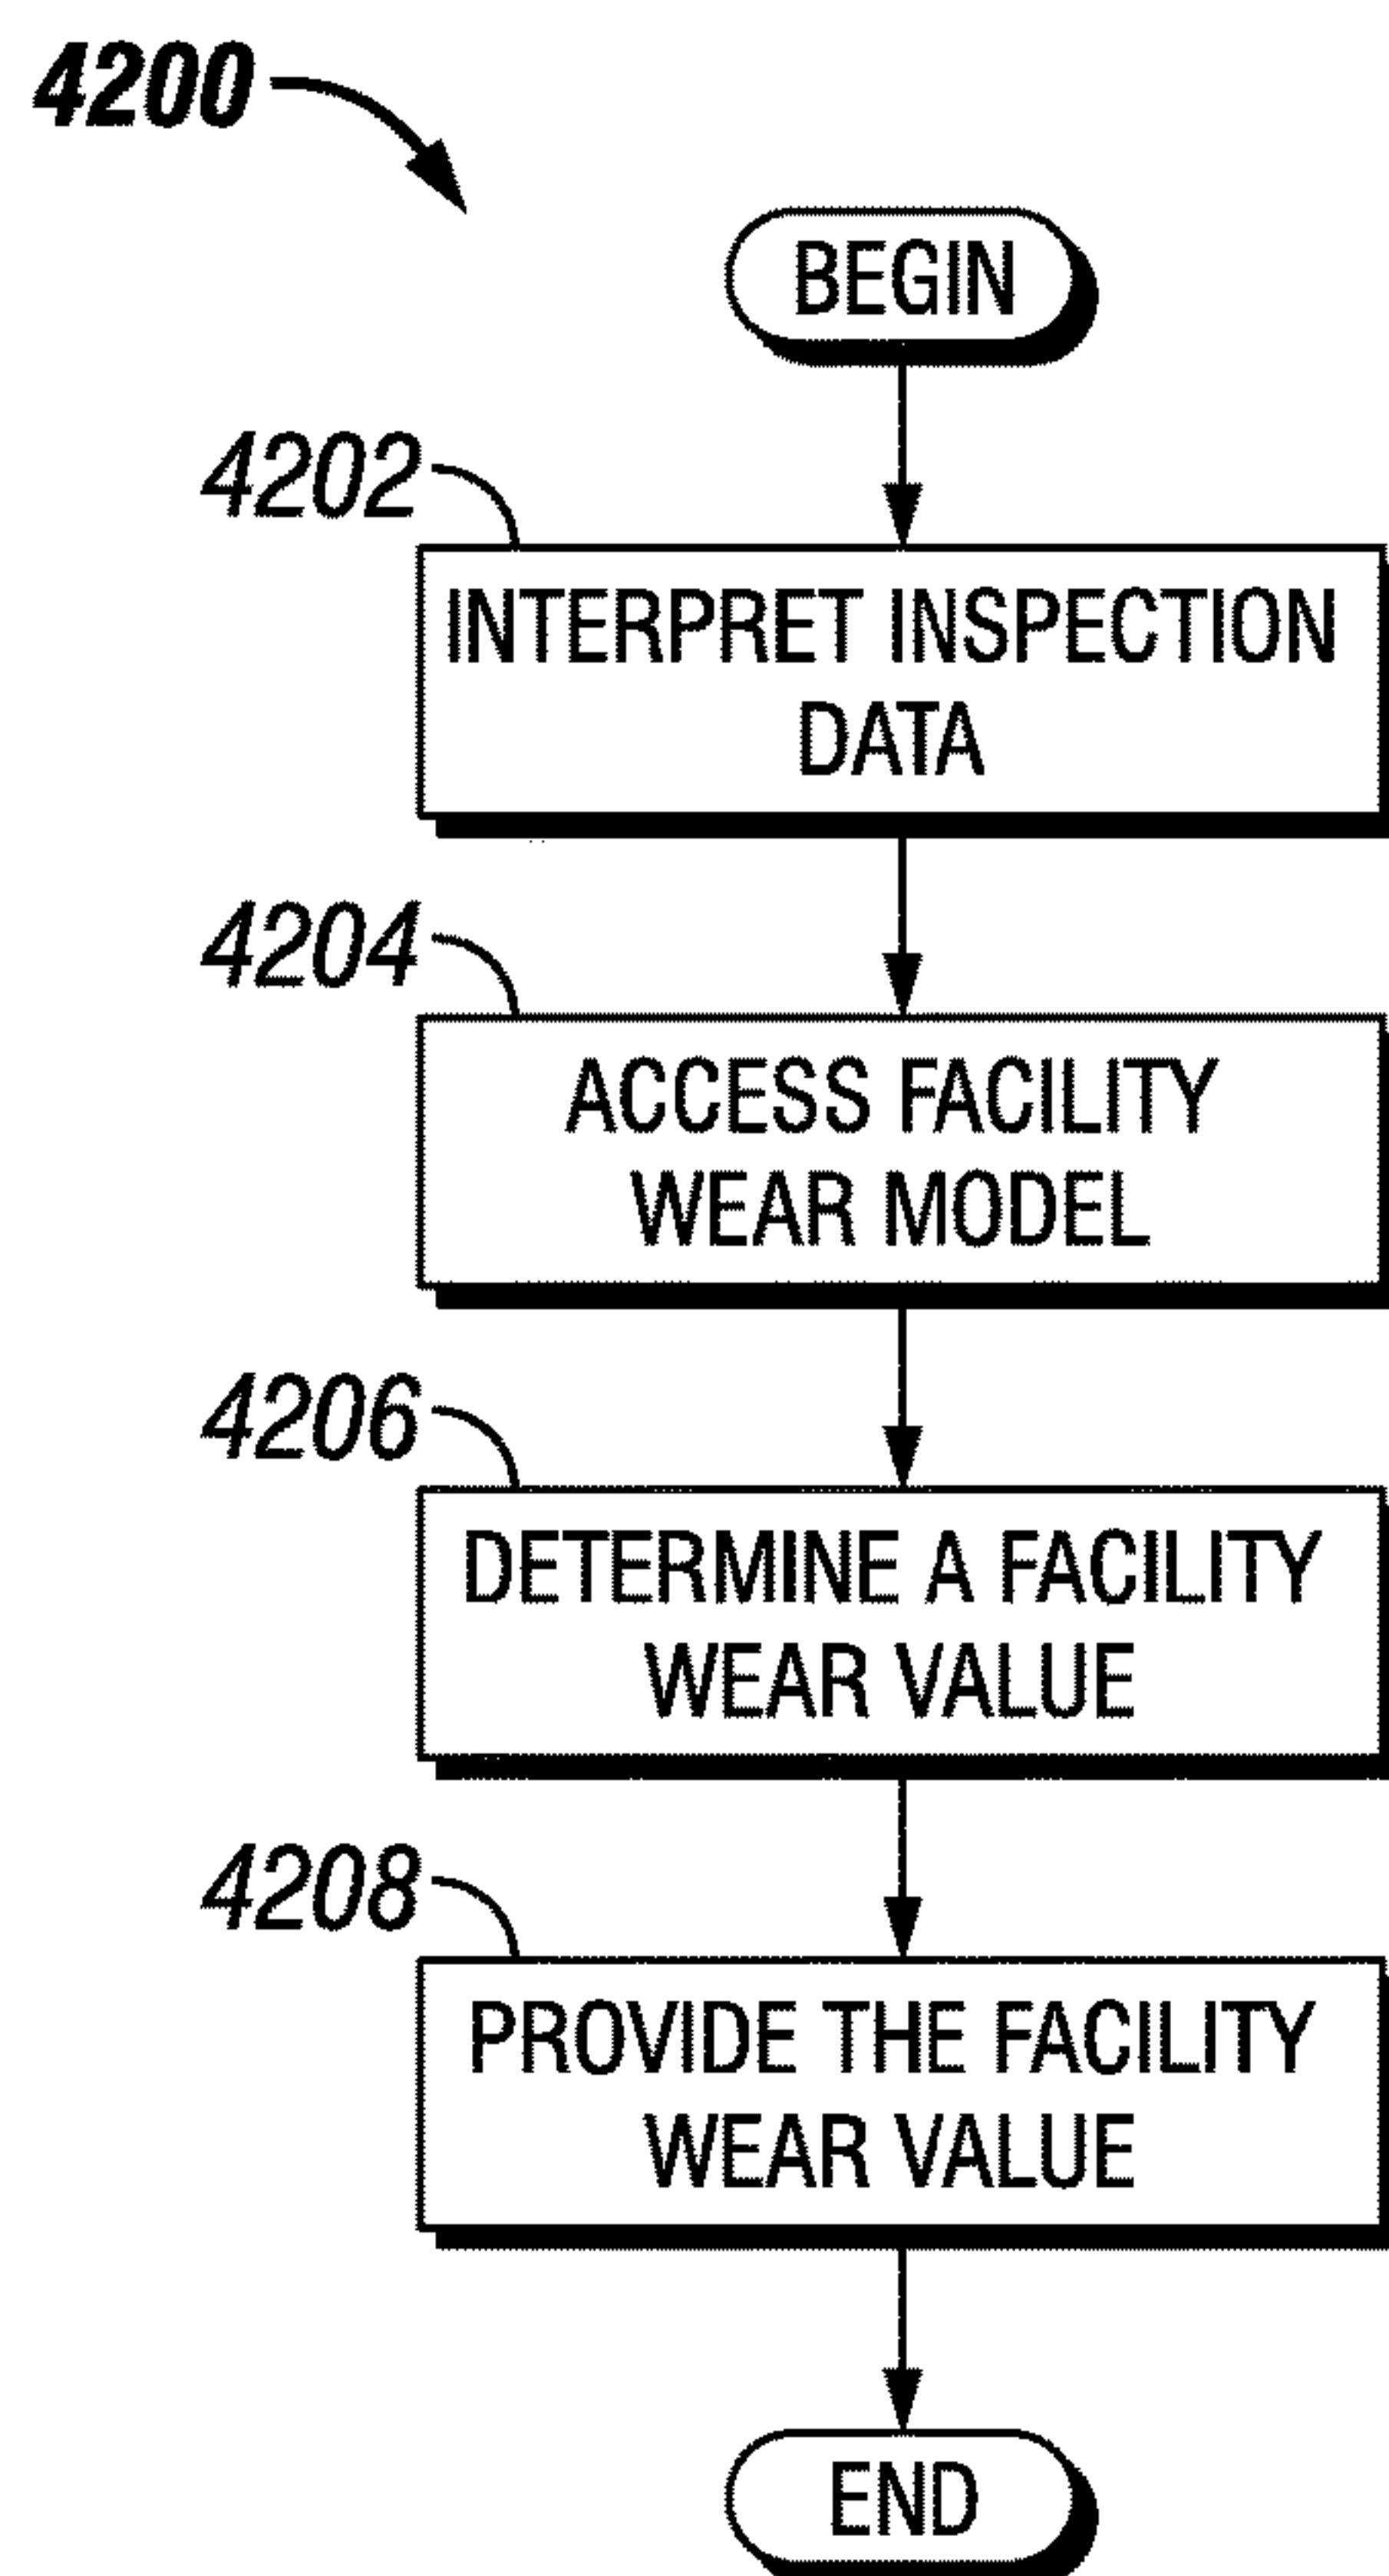 4200
BEGIN
4202
INTERPRET INSPECTION
DATA
4204
ACCESS FACILITY
WEAR MODEL
4206
DETERMINE A FACILITY
WEAR VALUE
4208
PROVIDE THE FACILITY
WEAR VALUE
END